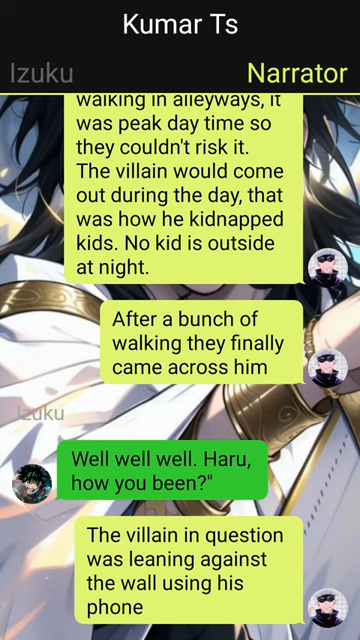 Kumar Ts
Izuku
Narrator
walking in alleyways, it
was peak day time so
they couldn't risk it.
The villain would come
out during the day, that
was how he kidnapped
kids. No kid is outside
at night.
After a bunch of
walking they finally
came across him
Izuku
Well well well. Haru,
how you been?"
The villain in question
was leaning against
the wall using his
phone